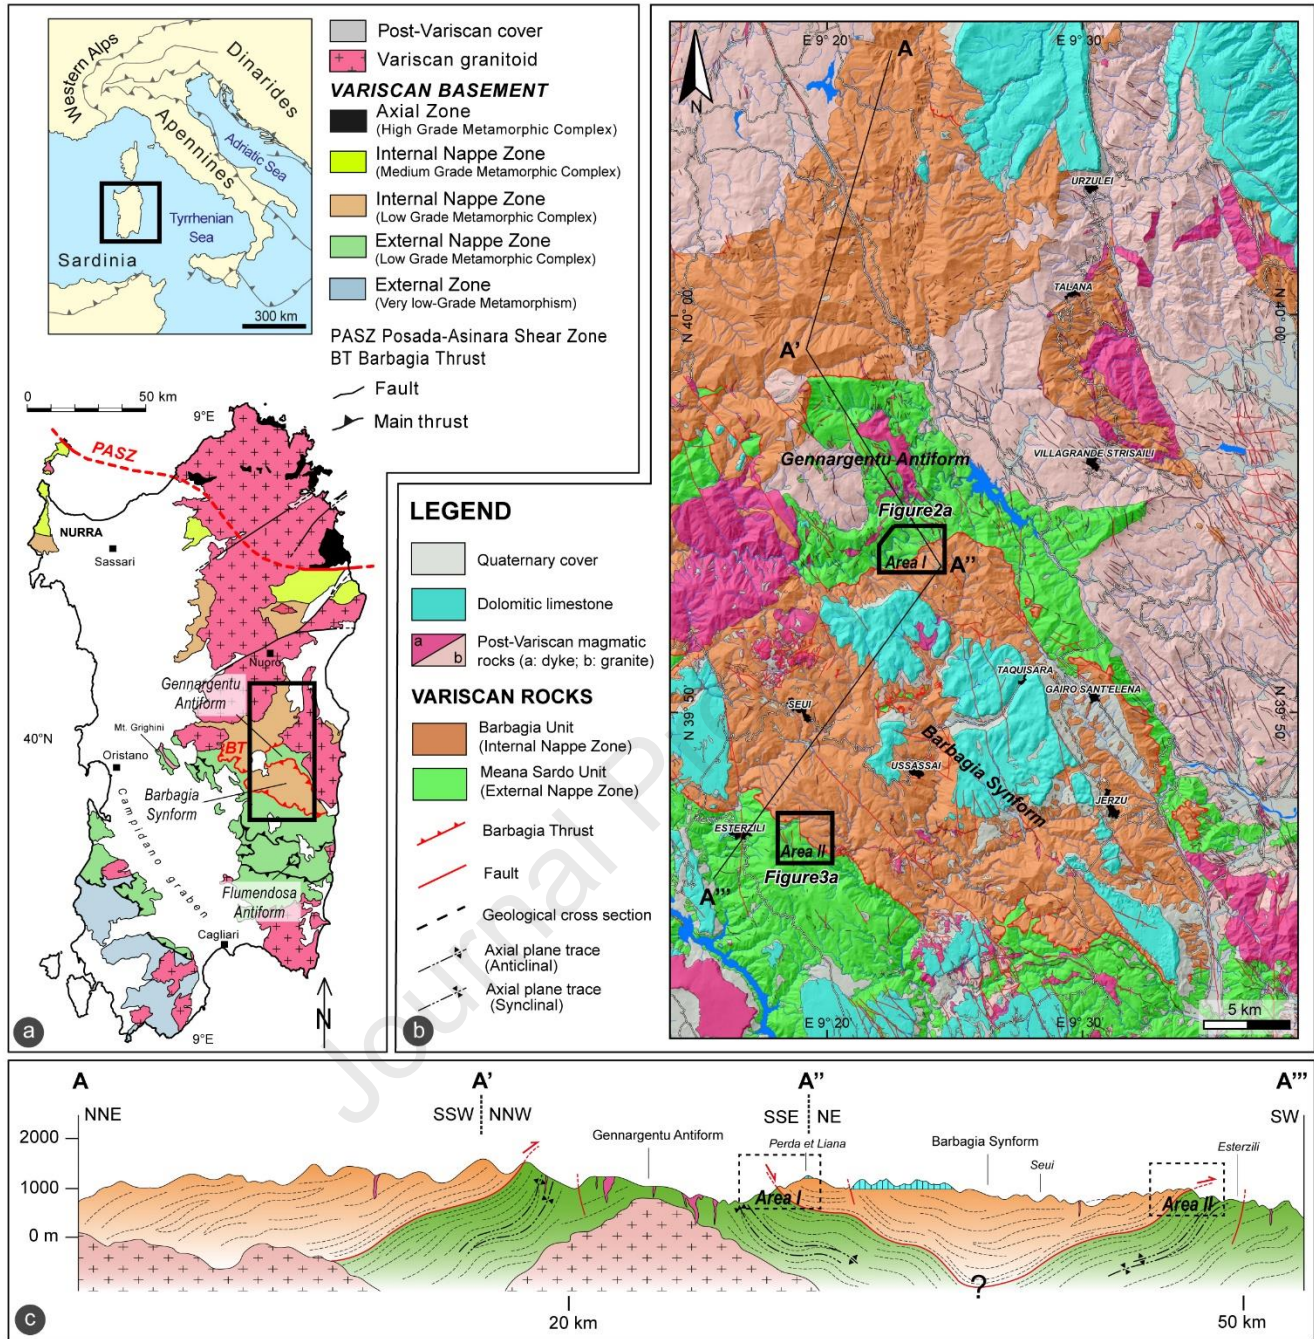 Western Alps
Dinarides
Apennines
Adriatic Sea
Tyrrhenian
Sea
Sardinia
300 km
Post-Variscan cover
Variscan granitoid
VARISCAN BASEMENT
Axial Zone
(High Grade Metamorphic Complex)
Internal Nappe Zone
(Medium Grade Metamorphic Complex)
Internal Nappe Zone
(Low Grade Metamorphic Complex)
External Nappe Zone
(Low Grade Metamorphic Complex)
External Zone
(Very low-Grade Metamorphism)
PASZ Posada-Asinara Shear Zone
BT Barbagia Thrust
Fault
Main thrust
0 50 km
9°E
PASZ
NURRA
Sassari
Nuoro
Gennargentu
Antiform
Mt. Grighini
40°N
Oristano
BT
Barbagia
Synform
Campidano graben
Flumendosa
Antiform
Cagliari
9°E
N
a
LEGEND
Quaternary cover
Dolomitic limestone
a
b
Post-Variscan magmatic
rocks (a: dyke; b: granite)
VARISCAN ROCKS
Barbagia Unit
(Internal Nappe Zone)
Meana Sardo Unit
(External Nappe Zone)
Barbagia Thrust
Fault
Geological cross section
Axial plane trace
(Anticlinal)
Axial plane trace
(Synclinal)
b
E 9° 20'
E 9° 30'
N
A
URZULEI
TALANA
N 40° 00'
N 40° 00'
A'
Gennargentu Antiform
VILLAGRANDE STRISAILI
Figure2a
Area I
A''
TAQUISARA
GAIRO SANT'ELENA
N 39° 50'
N 39° 50'
SEUI
Barbagia Synform
USSASSAI
JERZU
ESTERZILI
Area II
Figure3a
A'''
E 9° 20'
E 9° 30'
5 km
Journal P
A
A'
A''
A'''
NNE
SSW
NNW
SSE
NE
SW
2000
1000
0 m
Gennargentu Antiform
Perda et Liana
Barbagia Synform
Seui
Esterzili
Area I
Area II
?
20 km
50 km
c